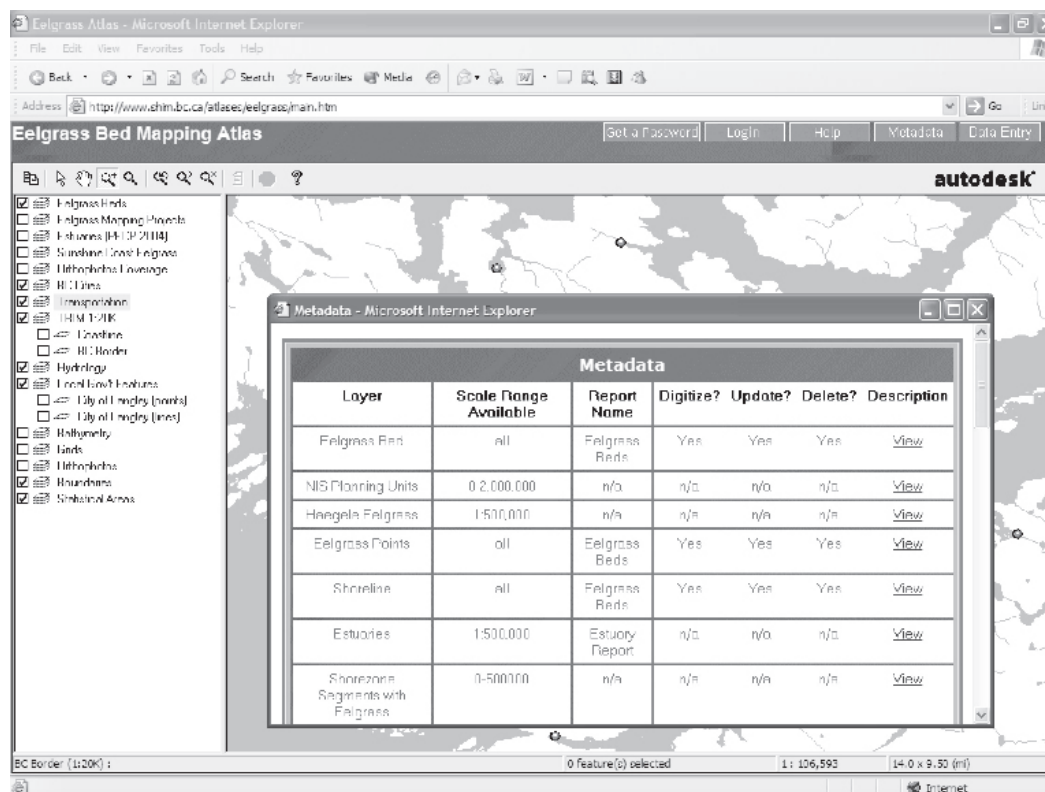 Eelgrass Atlas - Microsoft Internet Explorer
File Edit View Favorites Tools Help
Back Search Favorites Media
Address http://www.shim.bc.ca/atlases/eelgrass/main.htm Go
Eelgrass Bed Mapping Atlas
Get a Password Login Help Metadata Data Entry
autodesk
Eelgrass Beds
Eelgrass Mapping Projects
Estuaries (PECP 2004)
Sunshine Coast Eelgrass
Orthophotos Coverage
BC Cities
Transportation
TRIM 1:20K
Coastline
BC Border
Hydrology
Local Gov't Features
City of Langley (points)
City of Langley (lines)
Bathymetry
Grids
Orthophotos
Boundaries
Statistical Areas
Metadata - Microsoft Internet Explorer
Metadata
Layer Scale Range Available Report Name Digitize? Update? Delete? Description
Eelgrass Bed all Eelgrass Beds Yes Yes Yes View
NIS Planning Units 0-2,000,000 n/a n/a n/a n/a View
Haegele Eelgrass 1:500,000 n/a n/a n/a n/a View
Eelgrass Points all Eelgrass Beds Yes Yes Yes View
Shoreline all Eelgrass Beds Yes Yes Yes View
Estuaries 1:500,000 Estuary Report n/a n/a n/a View
Shorezone Segments with Eelgrass 0-500000 n/a n/a n/a n/a View
BC Border (1:20K) : 0 feature(s) selected 1 : 106,593 14.0 x 9.50 (mi)
Internet